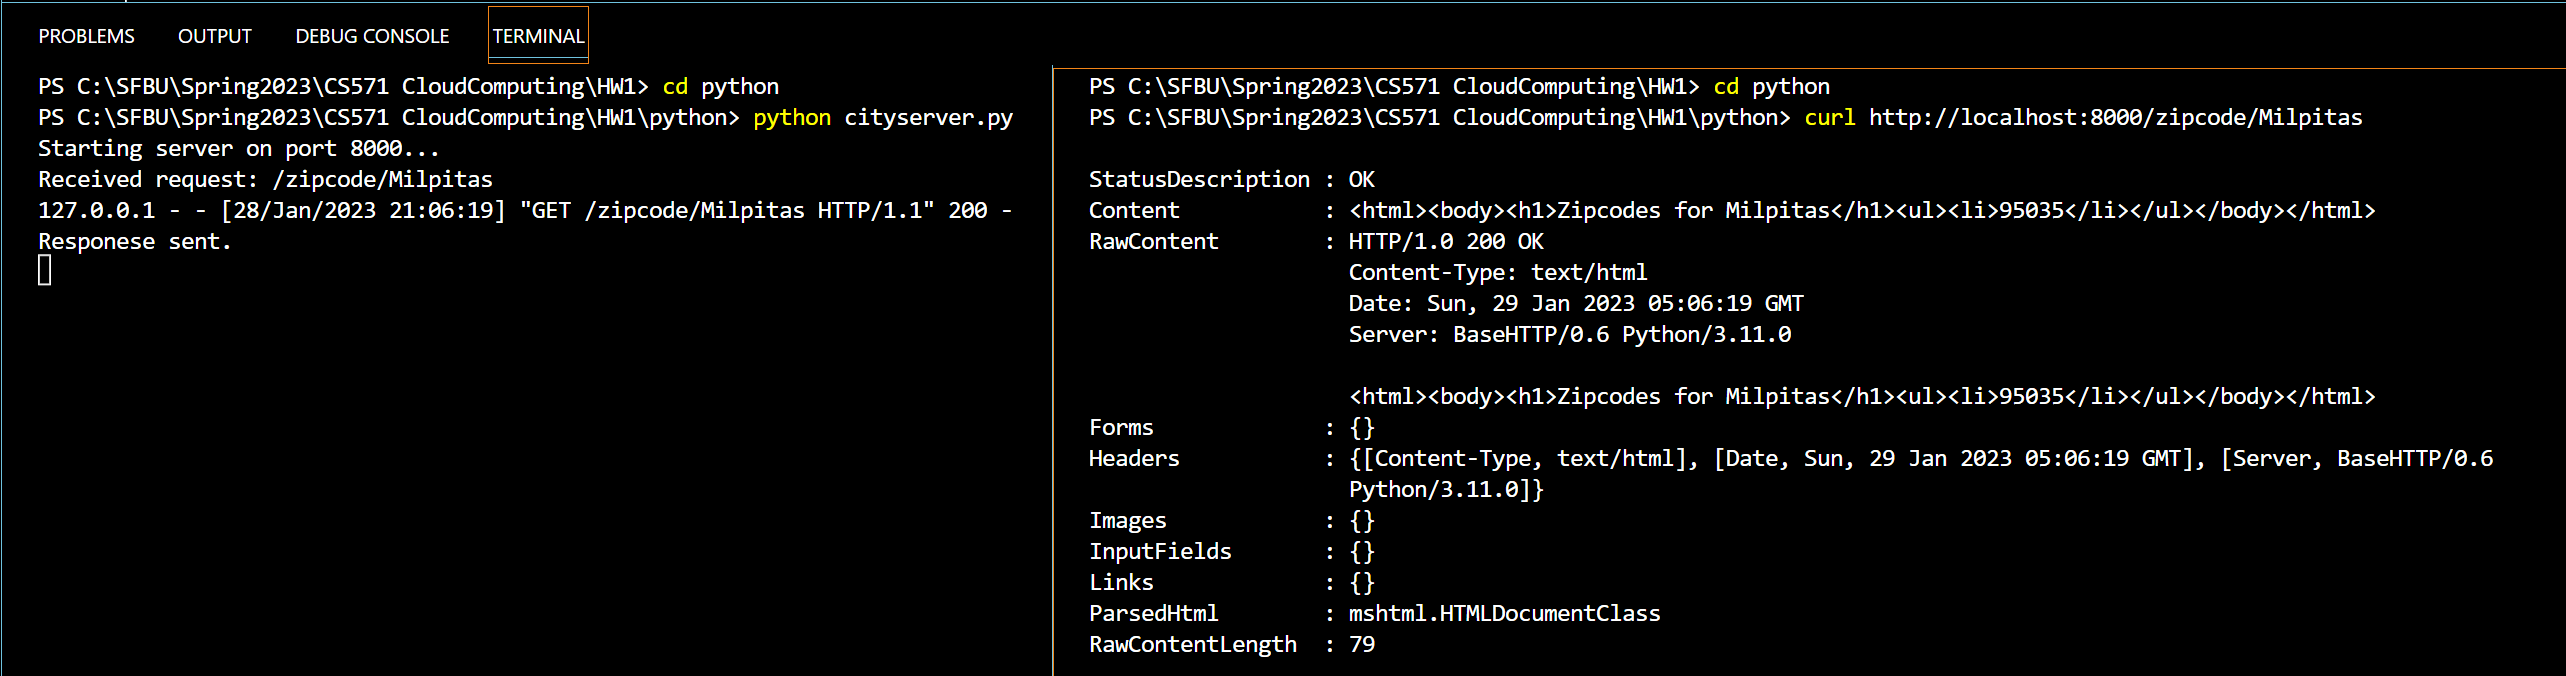 PROBLEMS OUTPUT DEBUG CONSOLE TERMINAL
PS C:\SFBU\Spring2023\CS571 CloudComputing\HW1> cd python
PS C:\SFBU\Spring2023\CS571 CloudComputing\HW1\python> python cityserver.py
Starting server on port 8000...
Received request: /zipcode/Milpitas
127.0.0.1 - - [28/Jan/2023 21:06:19] "GET /zipcode/Milpitas HTTP/1.1" 200 -
Responese sent.
PS C:\SFBU\Spring2023\CS571 CloudComputing\HW1> cd python
PS C:\SFBU\Spring2023\CS571 CloudComputing\HW1\python> curl http://localhost:8000/zipcode/Milpitas
StatusDescription : OK
Content : <html><body><h1>Zipcodes for Milpitas</h1><ul><li>95035</li></ul></body></html>
RawContent : HTTP/1.0 200 OK
Content-Type: text/html
Date: Sun, 29 Jan 2023 05:06:19 GMT
Server: BaseHTTP/0.6 Python/3.11.0
<html><body><h1>Zipcodes for Milpitas</h1><ul><li>95035</li></ul></body></html>
Forms : {}
Headers : {[Content-Type, text/html], [Date, Sun, 29 Jan 2023 05:06:19 GMT], [Server, BaseHTTP/0.6
Python/3.11.0]}
Images : {}
InputFields : {}
Links : {}
ParsedHtml : mshtml.HTMLDocumentClass
RawContentLength : 79